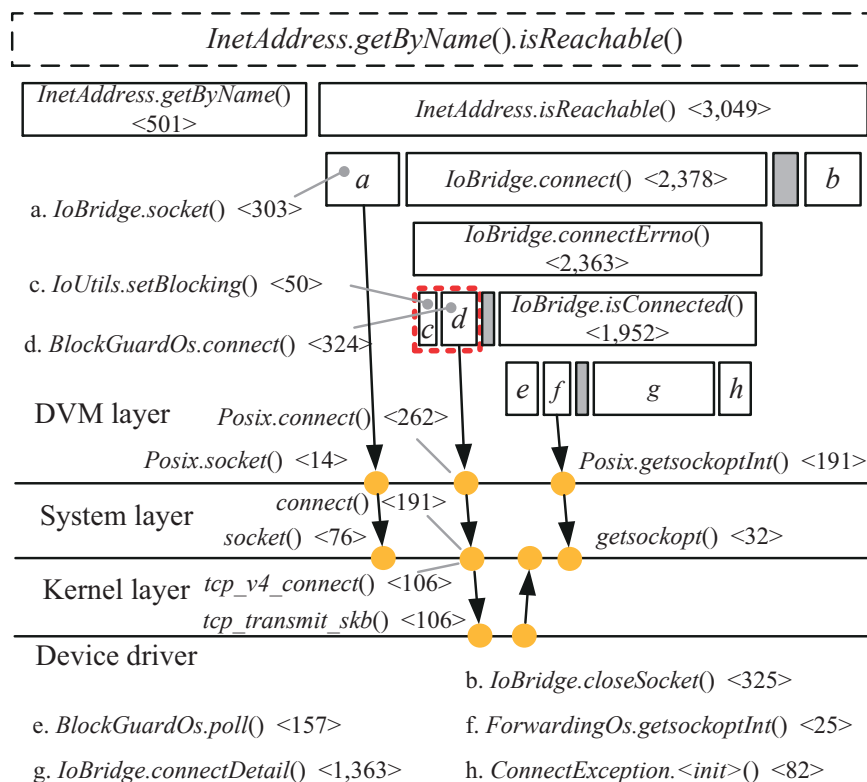 InetAddress.getByName().isReachable()
InetAddress.getByName()
<501>
InetAddress.isReachable() <3,049>
a
IoBridge.connect() <2,378>
b
a. IoBridge.socket() <303>
IoBridge.connectErrno()
<2,363>
c. IoUtils.setBlocking() <50>
c
d
IoBridge.isConnected()
<1,952>
d. BlockGuardOs.connect() <324>
e
f
g
h
DVM layer
Posix.connect() <262>
Posix.socket() <14>
Posix.getsockoptInt() <191>
System layer
connect() <191>
socket() <76>
getsockopt() <32>
Kernel layer
tcp_v4_connect() <106>
tcp_transmit_skb() <106>
Device driver
b. IoBridge.closeSocket() <325>
e. BlockGuardOs.poll() <157>
f. ForwardingOs.getsockoptInt() <25>
g. IoBridge.connectDetail() <1,363>
h. ConnectException.<init>() <82>